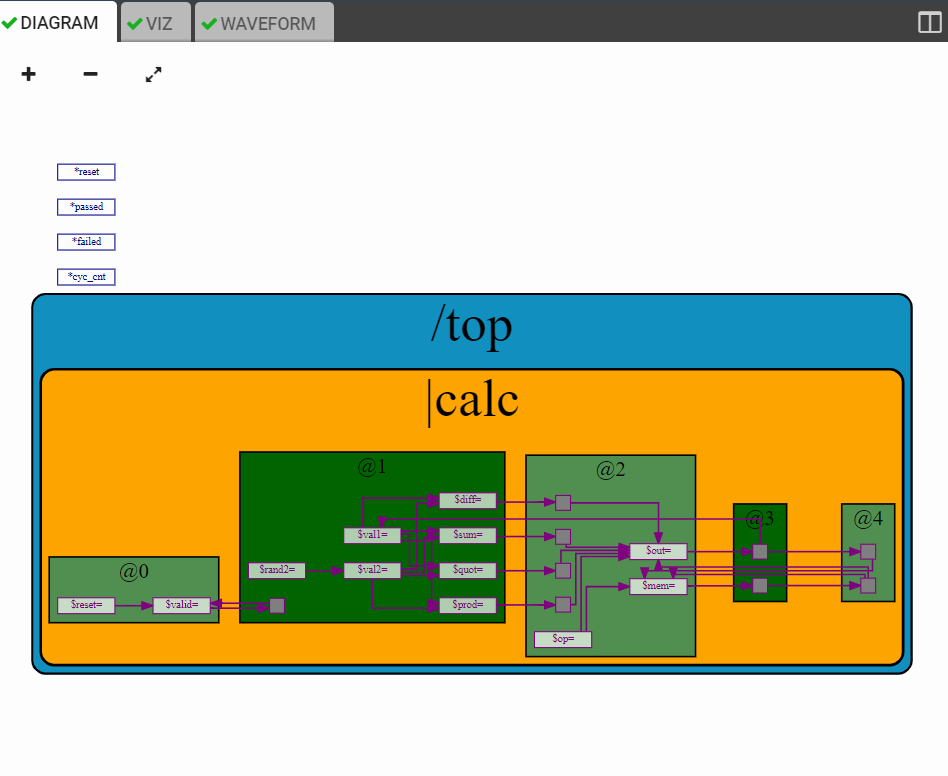 DIAGRAM
VIZ
WAVEFORM
*reset
*passed
*failed
*cyc_cnt
/top
|calc
@0
$reset=
$valid=
@1
$diff=
$val1=
$sum=
$rand2=
$val2=
$quot=
$prod=
@2
$out=
$mem=
$op=
@3
@4